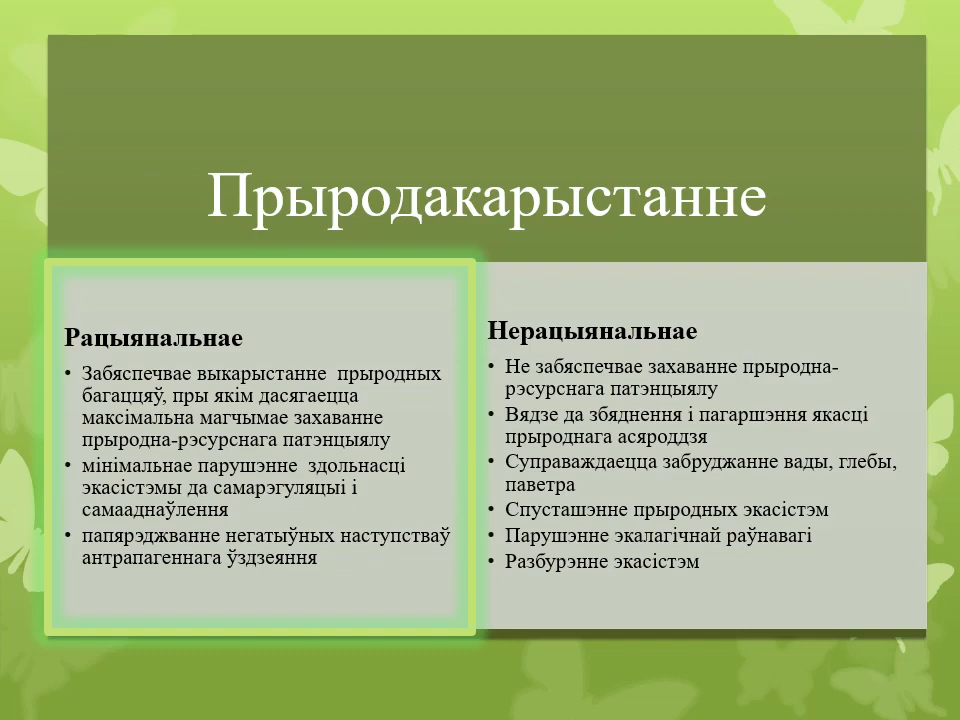 Прыродакарыстанне
Рацыянальнае
• Забяспечвае выкарыстанне  прыродных
багаццяў, пры якім дасягаецца
максімальна магчымае захаванне
прыродна-рэсурснага патэнцыялу
• мінімальнае парушэнне  здольнасці
экасістэмы да самарэгуляцыі і
самааднаўлення
• папярэджванне негатыўных наступстваў
антрапагеннага ўздзеяння
Нерацыянальнае
• Не забяспечвае захаванне прыродна-
рэсурснага патэнцыялу
• Вядзе да збяднення і пагаршэння якасці
прыроднага асяроддзя
• Суправаждаецца забруджанне вады, глебы,
паветра
• Спусташэнне прыродных экасістэм
• Парушэнне экалагічнай раўнавагі
• Разбурэнне экасістэм